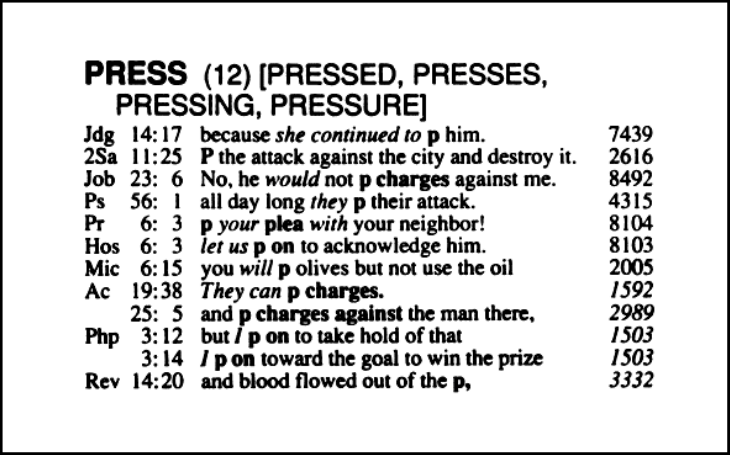 PRESS (12) [PRESSED, PRESSES,
PRESSING, PRESSURE]
Jdg 14:17 because she continued to p him. 7439
2Sa 11:25 P the attack against the city and destroy it. 2616
Job 23: 6 No, he would not p charges against me. 8492
Ps 56: 1 all day long they p their attack. 4315
Pr 6: 3 p your plea with your neighbor! 8104
Hos 6: 3 let us p on to acknowledge him. 8103
Mic 6:15 you will p olives but not use the oil 2005
Ac 19:38 They can p charges. 1592
25: 5 and p charges against the man there, 2989
Php 3:12 but I p on to take hold of that 1503
3:14 I p on toward the goal to win the prize 1503
Rev 14:20 and blood flowed out of the p, 3332